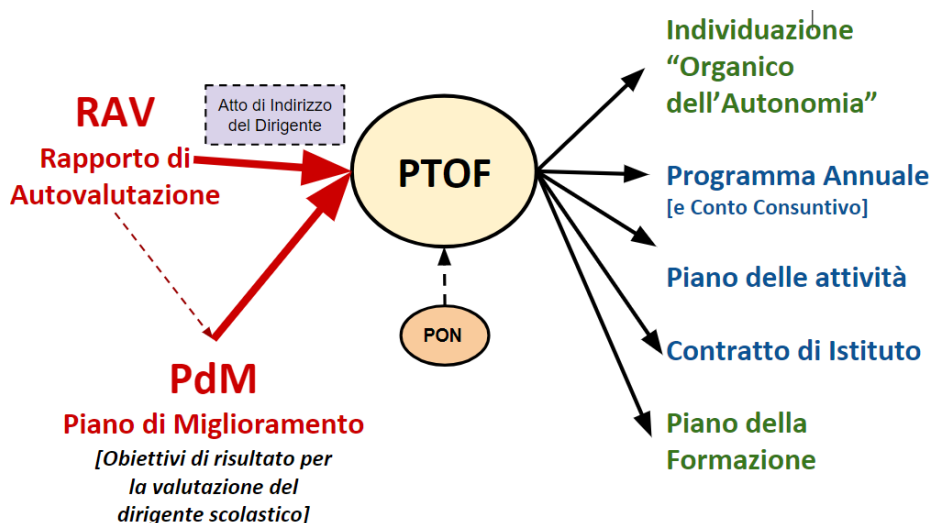 RAV
Rapporto di
Autovalutazione
Atto di Indirizzo
del Dirigente
PTOF
PON
PdM
Piano di Miglioramento
[Obiettivi di risultato per
la valutazione del
dirigente scolastico]
Individuazione
“Organico
dell’Autonomia”
Programma Annuale
[e Conto Consuntivo]
Piano delle attività
Contratto di Istituto
Piano della
Formazione